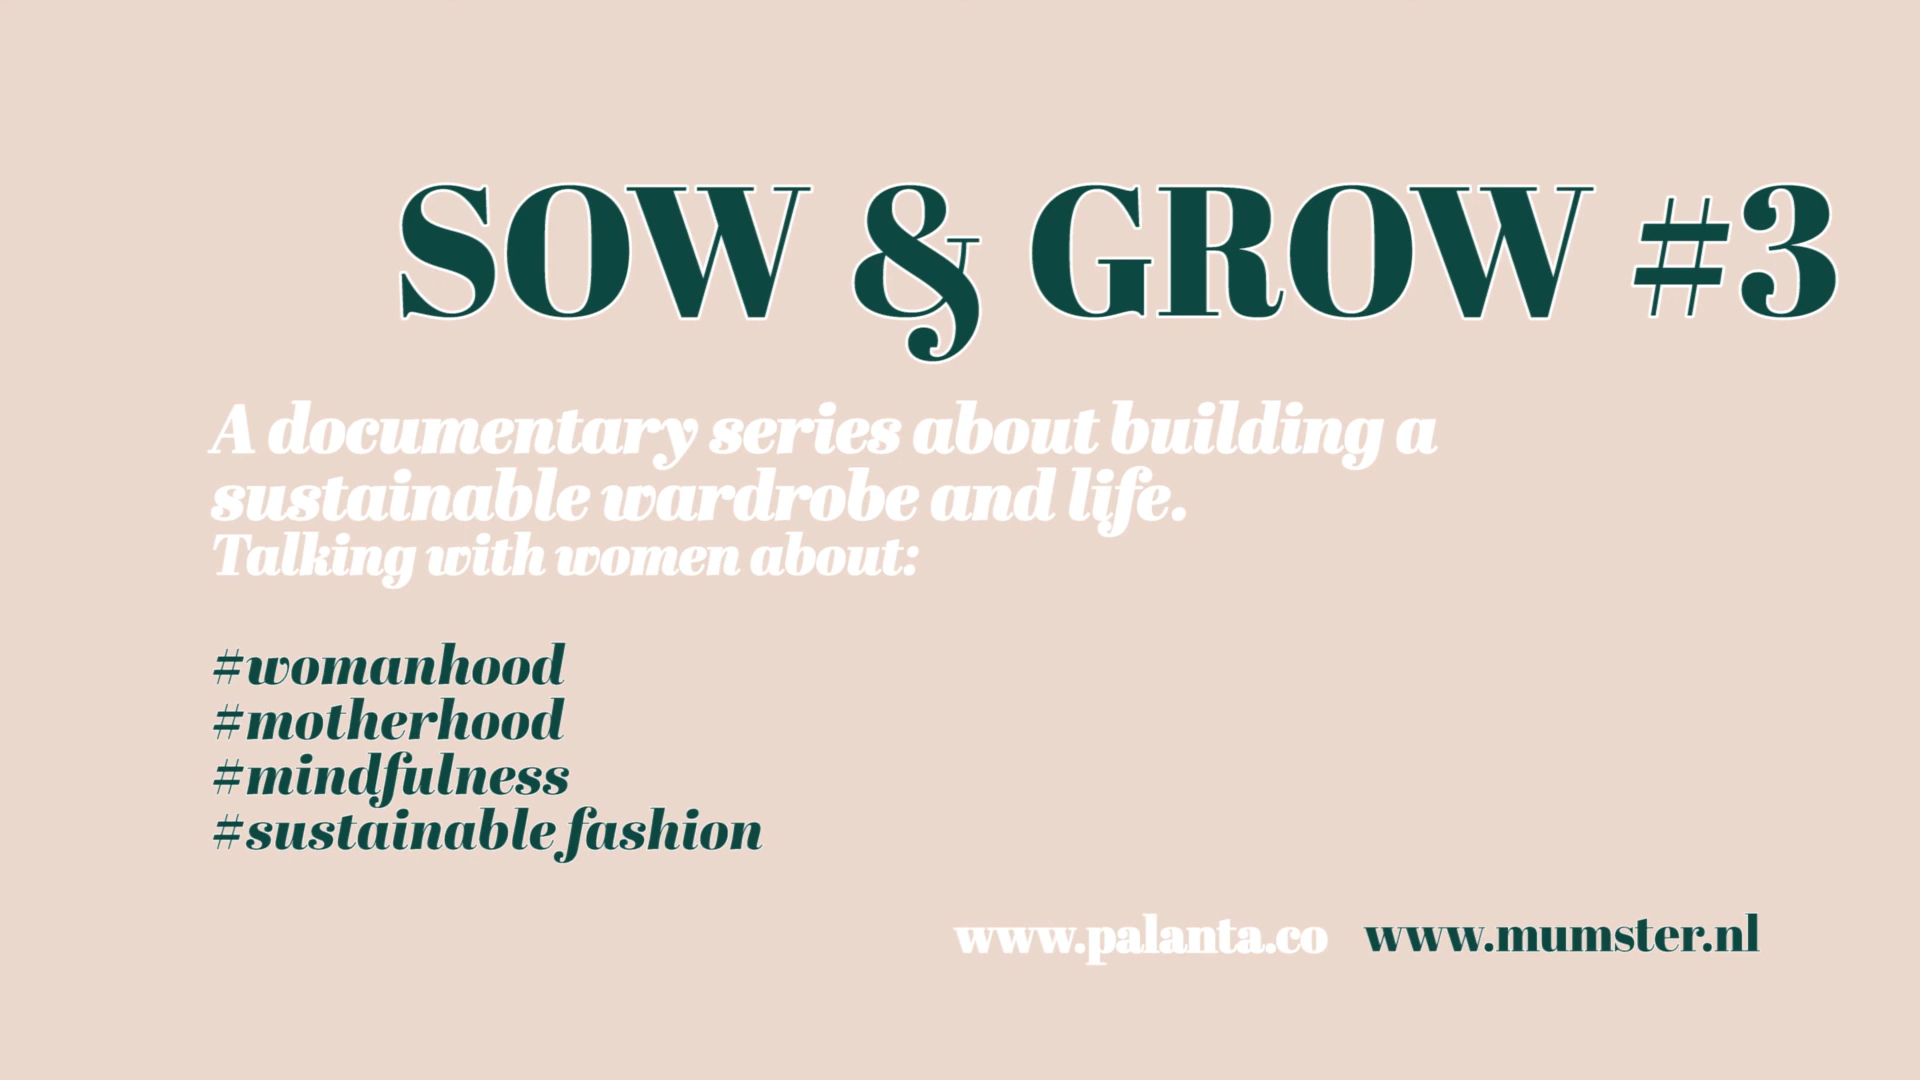 SOW & GROW #3
A documentary series about building a
sustainable wardrobe and life.
Talking with women about:
#womanhood
#motherhood
#mindfulness
#sustainable fashion
www.palanta.co www.mumster.nl